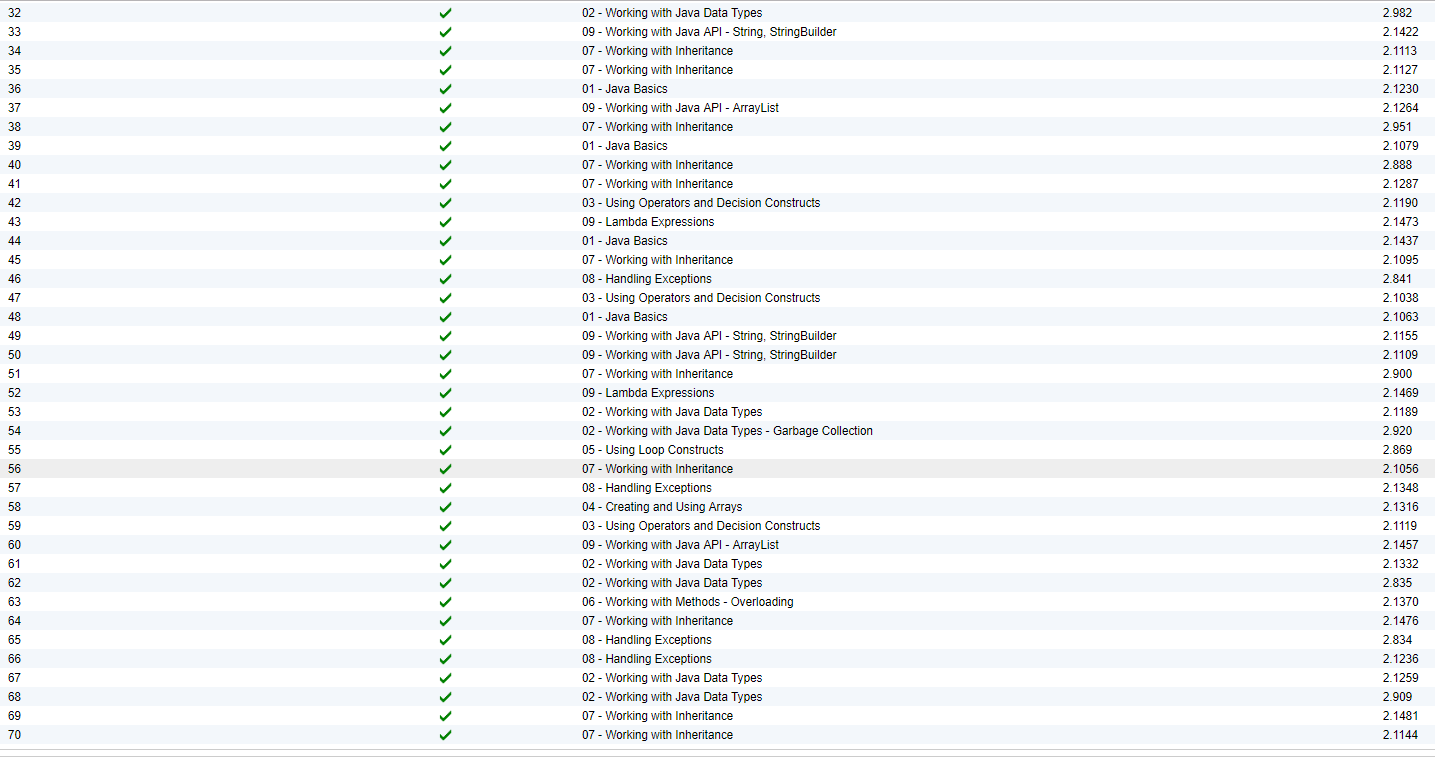 32 02 - Working with Java Data Types 2.982
33 09 - Working with Java API - String, StringBuilder 2.1422
34 07 - Working with Inheritance 2.1113
35 07 - Working with Inheritance 2.1127
36 01 - Java Basics 2.1230
37 09 - Working with Java API - ArrayList 2.1264
38 07 - Working with Inheritance 2.951
39 01 - Java Basics 2.1079
40 07 - Working with Inheritance 2.888
41 07 - Working with Inheritance 2.1287
42 03 - Using Operators and Decision Constructs 2.1190
43 09 - Lambda Expressions 2.1473
44 01 - Java Basics 2.1437
45 07 - Working with Inheritance 2.1095
46 08 - Handling Exceptions 2.841
47 03 - Using Operators and Decision Constructs 2.1038
48 01 - Java Basics 2.1063
49 09 - Working with Java API - String, StringBuilder 2.1155
50 09 - Working with Java API - String, StringBuilder 2.1109
51 07 - Working with Inheritance 2.900
52 09 - Lambda Expressions 2.1469
53 02 - Working with Java Data Types 2.1189
54 02 - Working with Java Data Types - Garbage Collection 2.920
55 05 - Using Loop Constructs 2.869
56 07 - Working with Inheritance 2.1056
57 08 - Handling Exceptions 2.1348
58 04 - Creating and Using Arrays 2.1316
59 03 - Using Operators and Decision Constructs 2.1119
60 09 - Working with Java API - ArrayList 2.1457
61 02 - Working with Java Data Types 2.1332
62 02 - Working with Java Data Types 2.835
63 06 - Working with Methods - Overloading 2.1370
64 07 - Working with Inheritance 2.1476
65 08 - Handling Exceptions 2.834
66 08 - Handling Exceptions 2.1236
67 02 - Working with Java Data Types 2.1259
68 02 - Working with Java Data Types 2.909
69 07 - Working with Inheritance 2.1481
70 07 - Working with Inheritance 2.1144